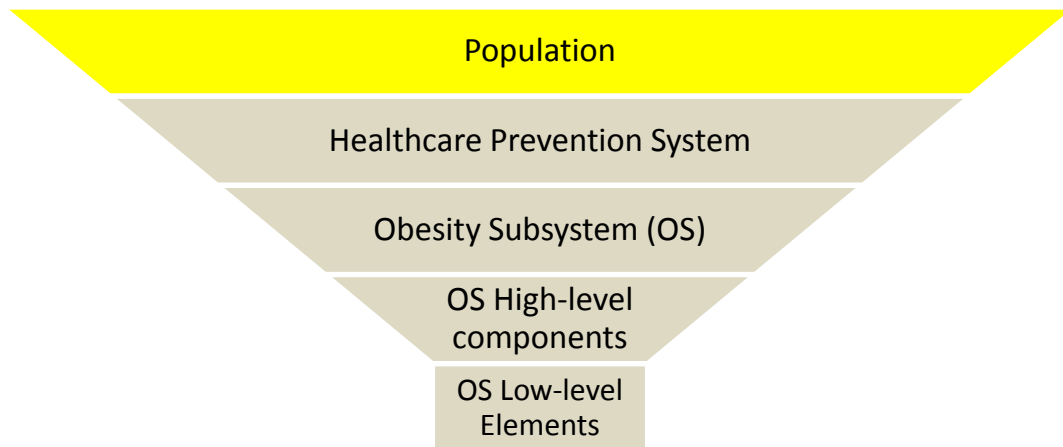 Population
Healthcare Prevention System
Obesity Subsystem (OS)
OS High-level
components
OS Low-level
Elements